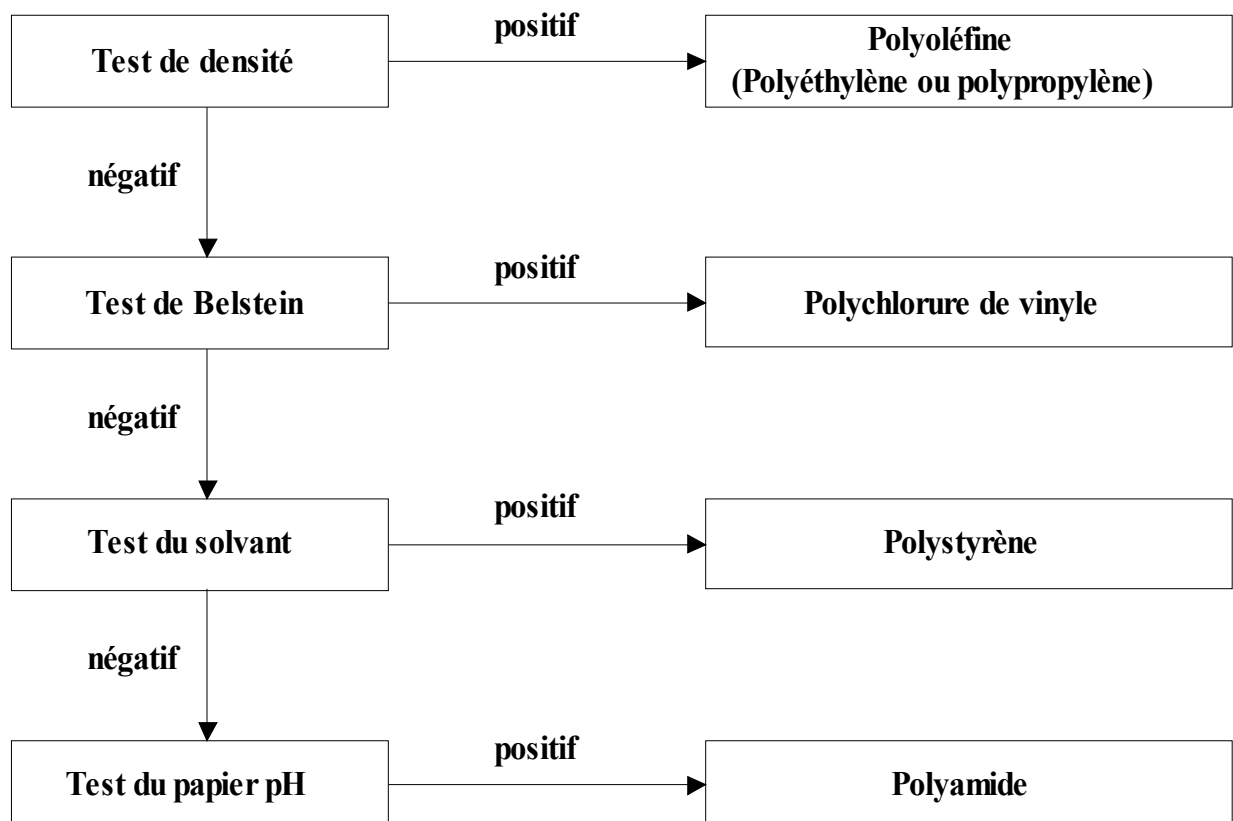 positif
Test de densité
Polyoléfine
(Polyéthylène ou polypropylène)
négatif
positif
Test de Belstein
Polychlorure de vinyle
négatif
positif
Test du solvant
Polystyrène
négatif
positif
Test du papier pH
Polyamide